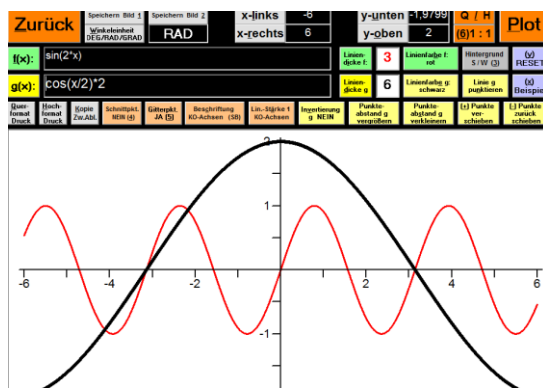 Zurück Speichern Bild 1 Speichern Bild 2 x-links -6 y-unten -1,9799 Q / H Plot
Winkeleinheit DEG/RAD/GRAD RAD x-rechts 6 y-oben 2 (6)1 : 1
f(x): sin(2*x) Linien-dicke f: 3 Linienfarbe f: rot Hintergrund S / W (3) (y) RESET
g(x): cos(x/2)*2 Linien-dicke g 6 Linienfarbe g: schwarz Linie g punktieren (x) Beispie
Quer-format Druck Hoch-format Druck Kopie Zw.Abl. Schnittpkt. NEIN (4) Gitterpkt. JA (5) Beschriftung KO-Achsen (SB) Lin.-Stärke 1 KO-Achsen Invertierung g NEIN Punkte-abstand g vergrößern Punkte-abstand g verkleinern (+) Punkte ver-schieben (-) Punkte zurück schieben
2
1
-6 -4 -2 0 2 4 6
-1